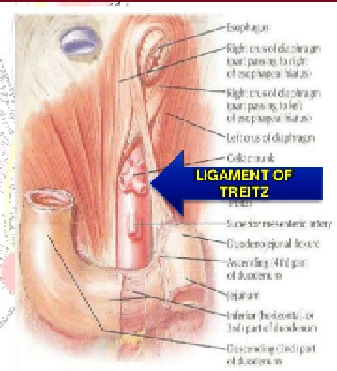 Esophagus
Right crus of diaphragm
(part passing to right
of esophageal hiatus)
Right crus of diaphragm
(part passing to left
of esophageal hiatus)
Left crus of diaphragm
Celiac trunk
LIGAMENT OF
TREITZ
Superior mesenteric artery
Duodenojejunal flexure
Ascending (4th) part
of duodenum
Jejunum
Inferior (horizontal, or
3rd) part of duodenum
Descending (2nd) part
of duodenum